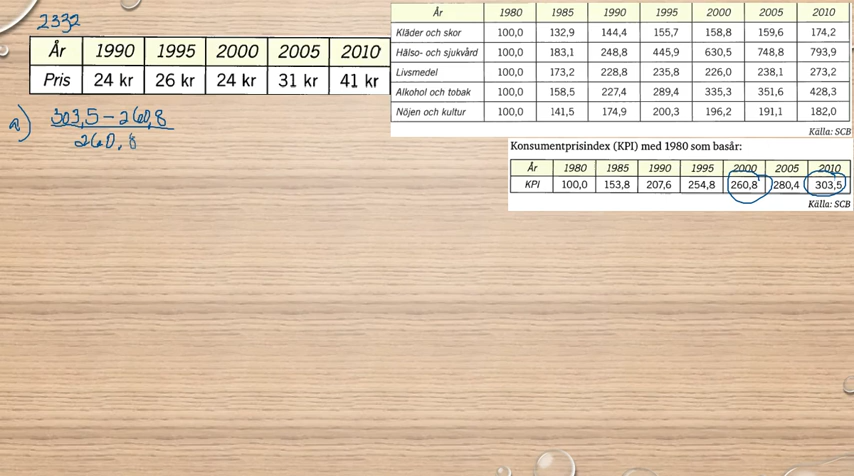 2332
År 1990 1995 2000 2005 2010
Pris 24 kr 26 kr 24 kr 31 kr 41 kr
a) 303,5 - 260,8
260,8
År 1980 1985 1990 1995 2000 2005 2010
Kläder och skor 100,0 132,9 144,4 155,7 158,8 159,6 174,2
Hälso- och sjukvård 100,0 183,1 248,8 445,9 630,5 748,8 793,9
Livsmedel 100,0 173,2 228,8 235,8 226,0 238,1 273,2
Alkohol och tobak 100,0 158,5 227,4 289,4 335,3 351,6 428,3
Nöjen och kultur 100,0 141,5 174,9 200,3 196,2 191,1 182,0
Källa: SCB
Konsumentprisindex (KPI) med 1980 som basår:
År 1980 1985 1990 1995 2000 2005 2010
KPI 100,0 153,8 207,6 254,8 260,8 280,4 303,5
Källa: SCB